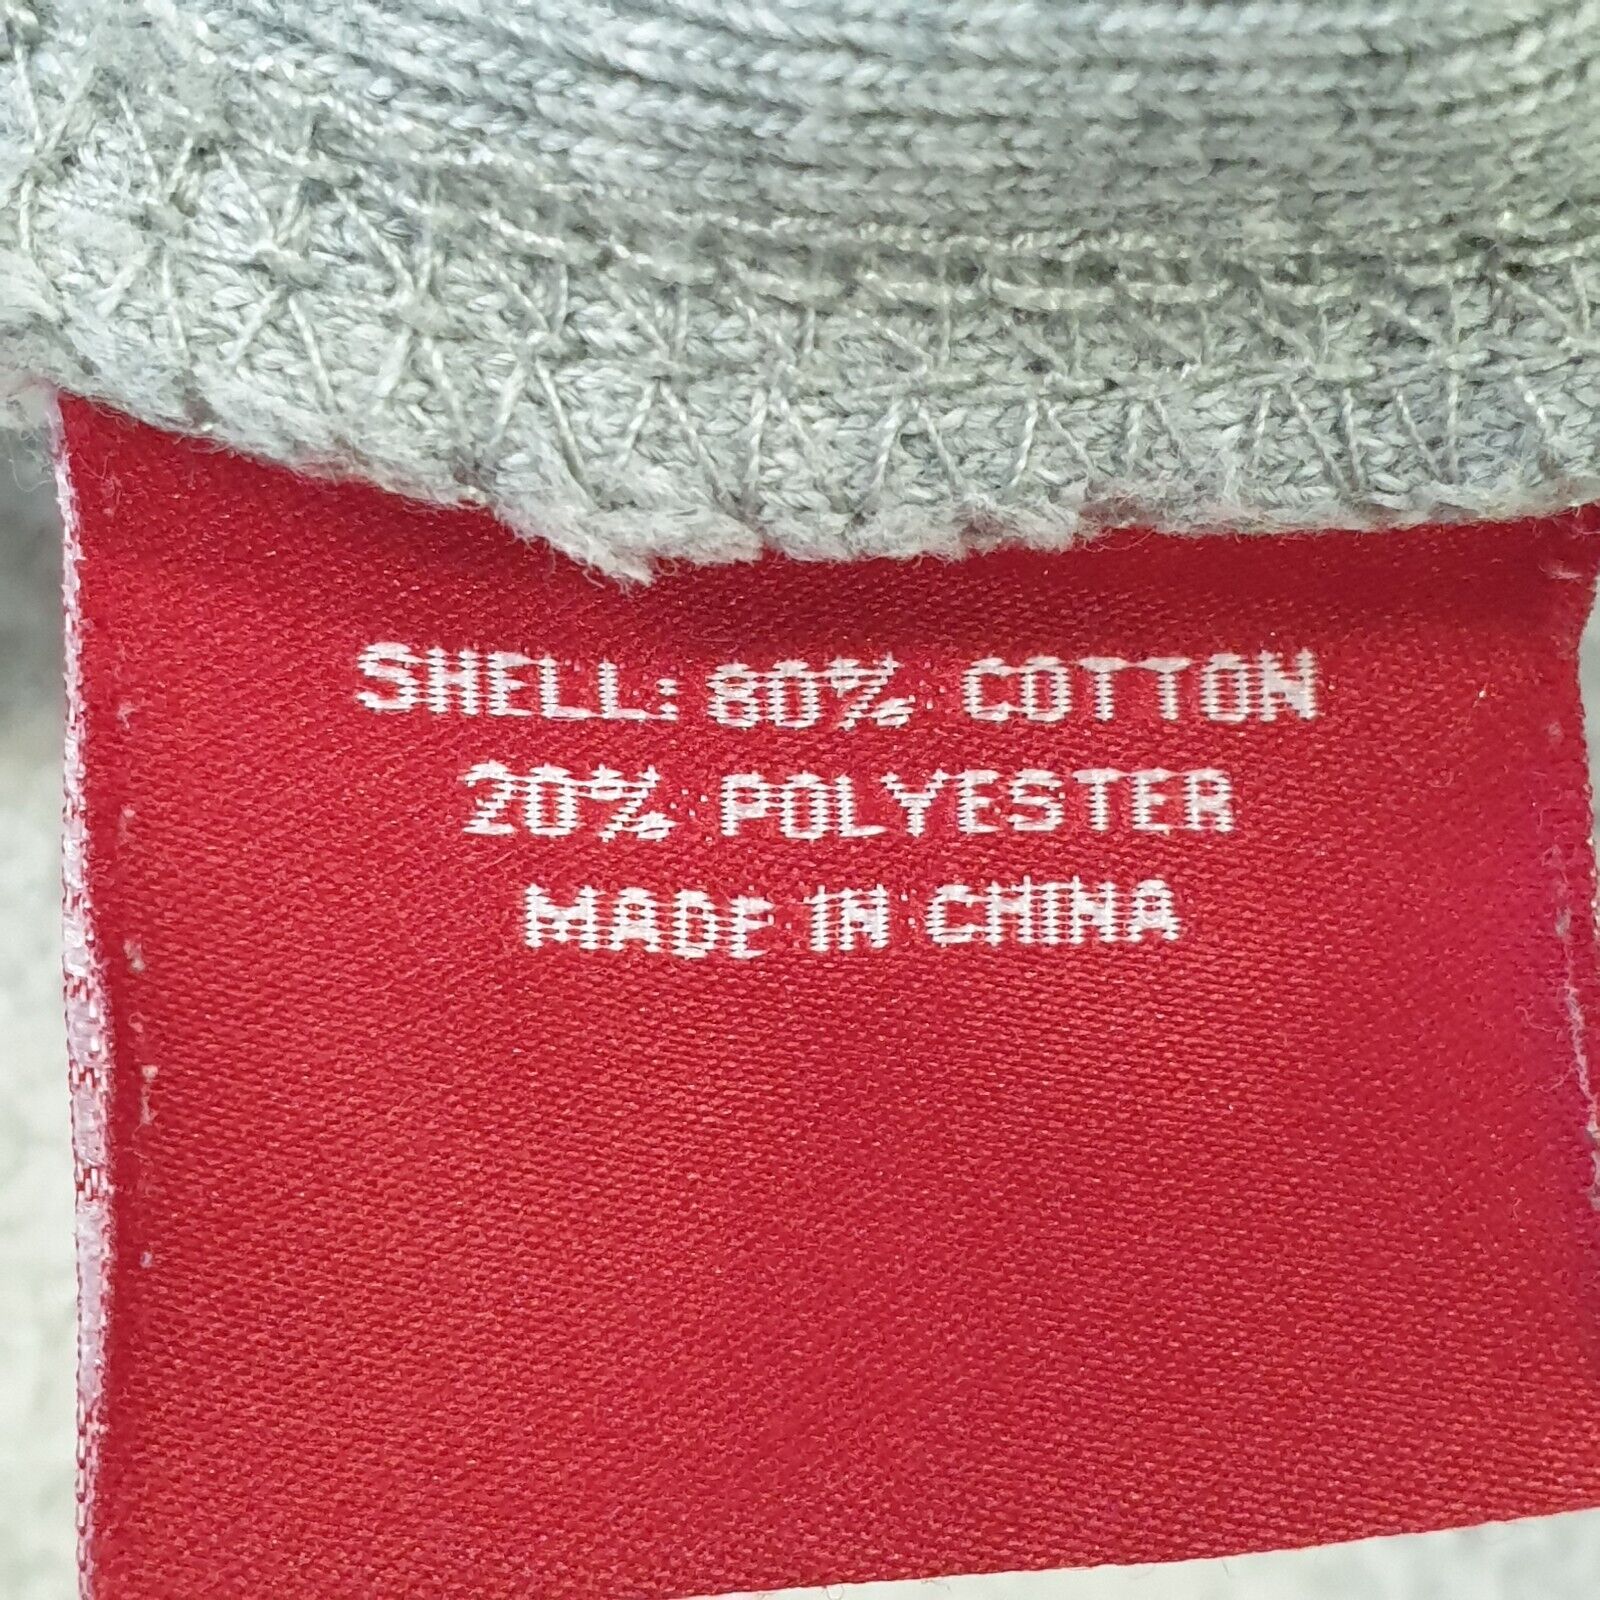 SHELL: 80% COTTON
20% POLYESTER
MADE IN CHINA